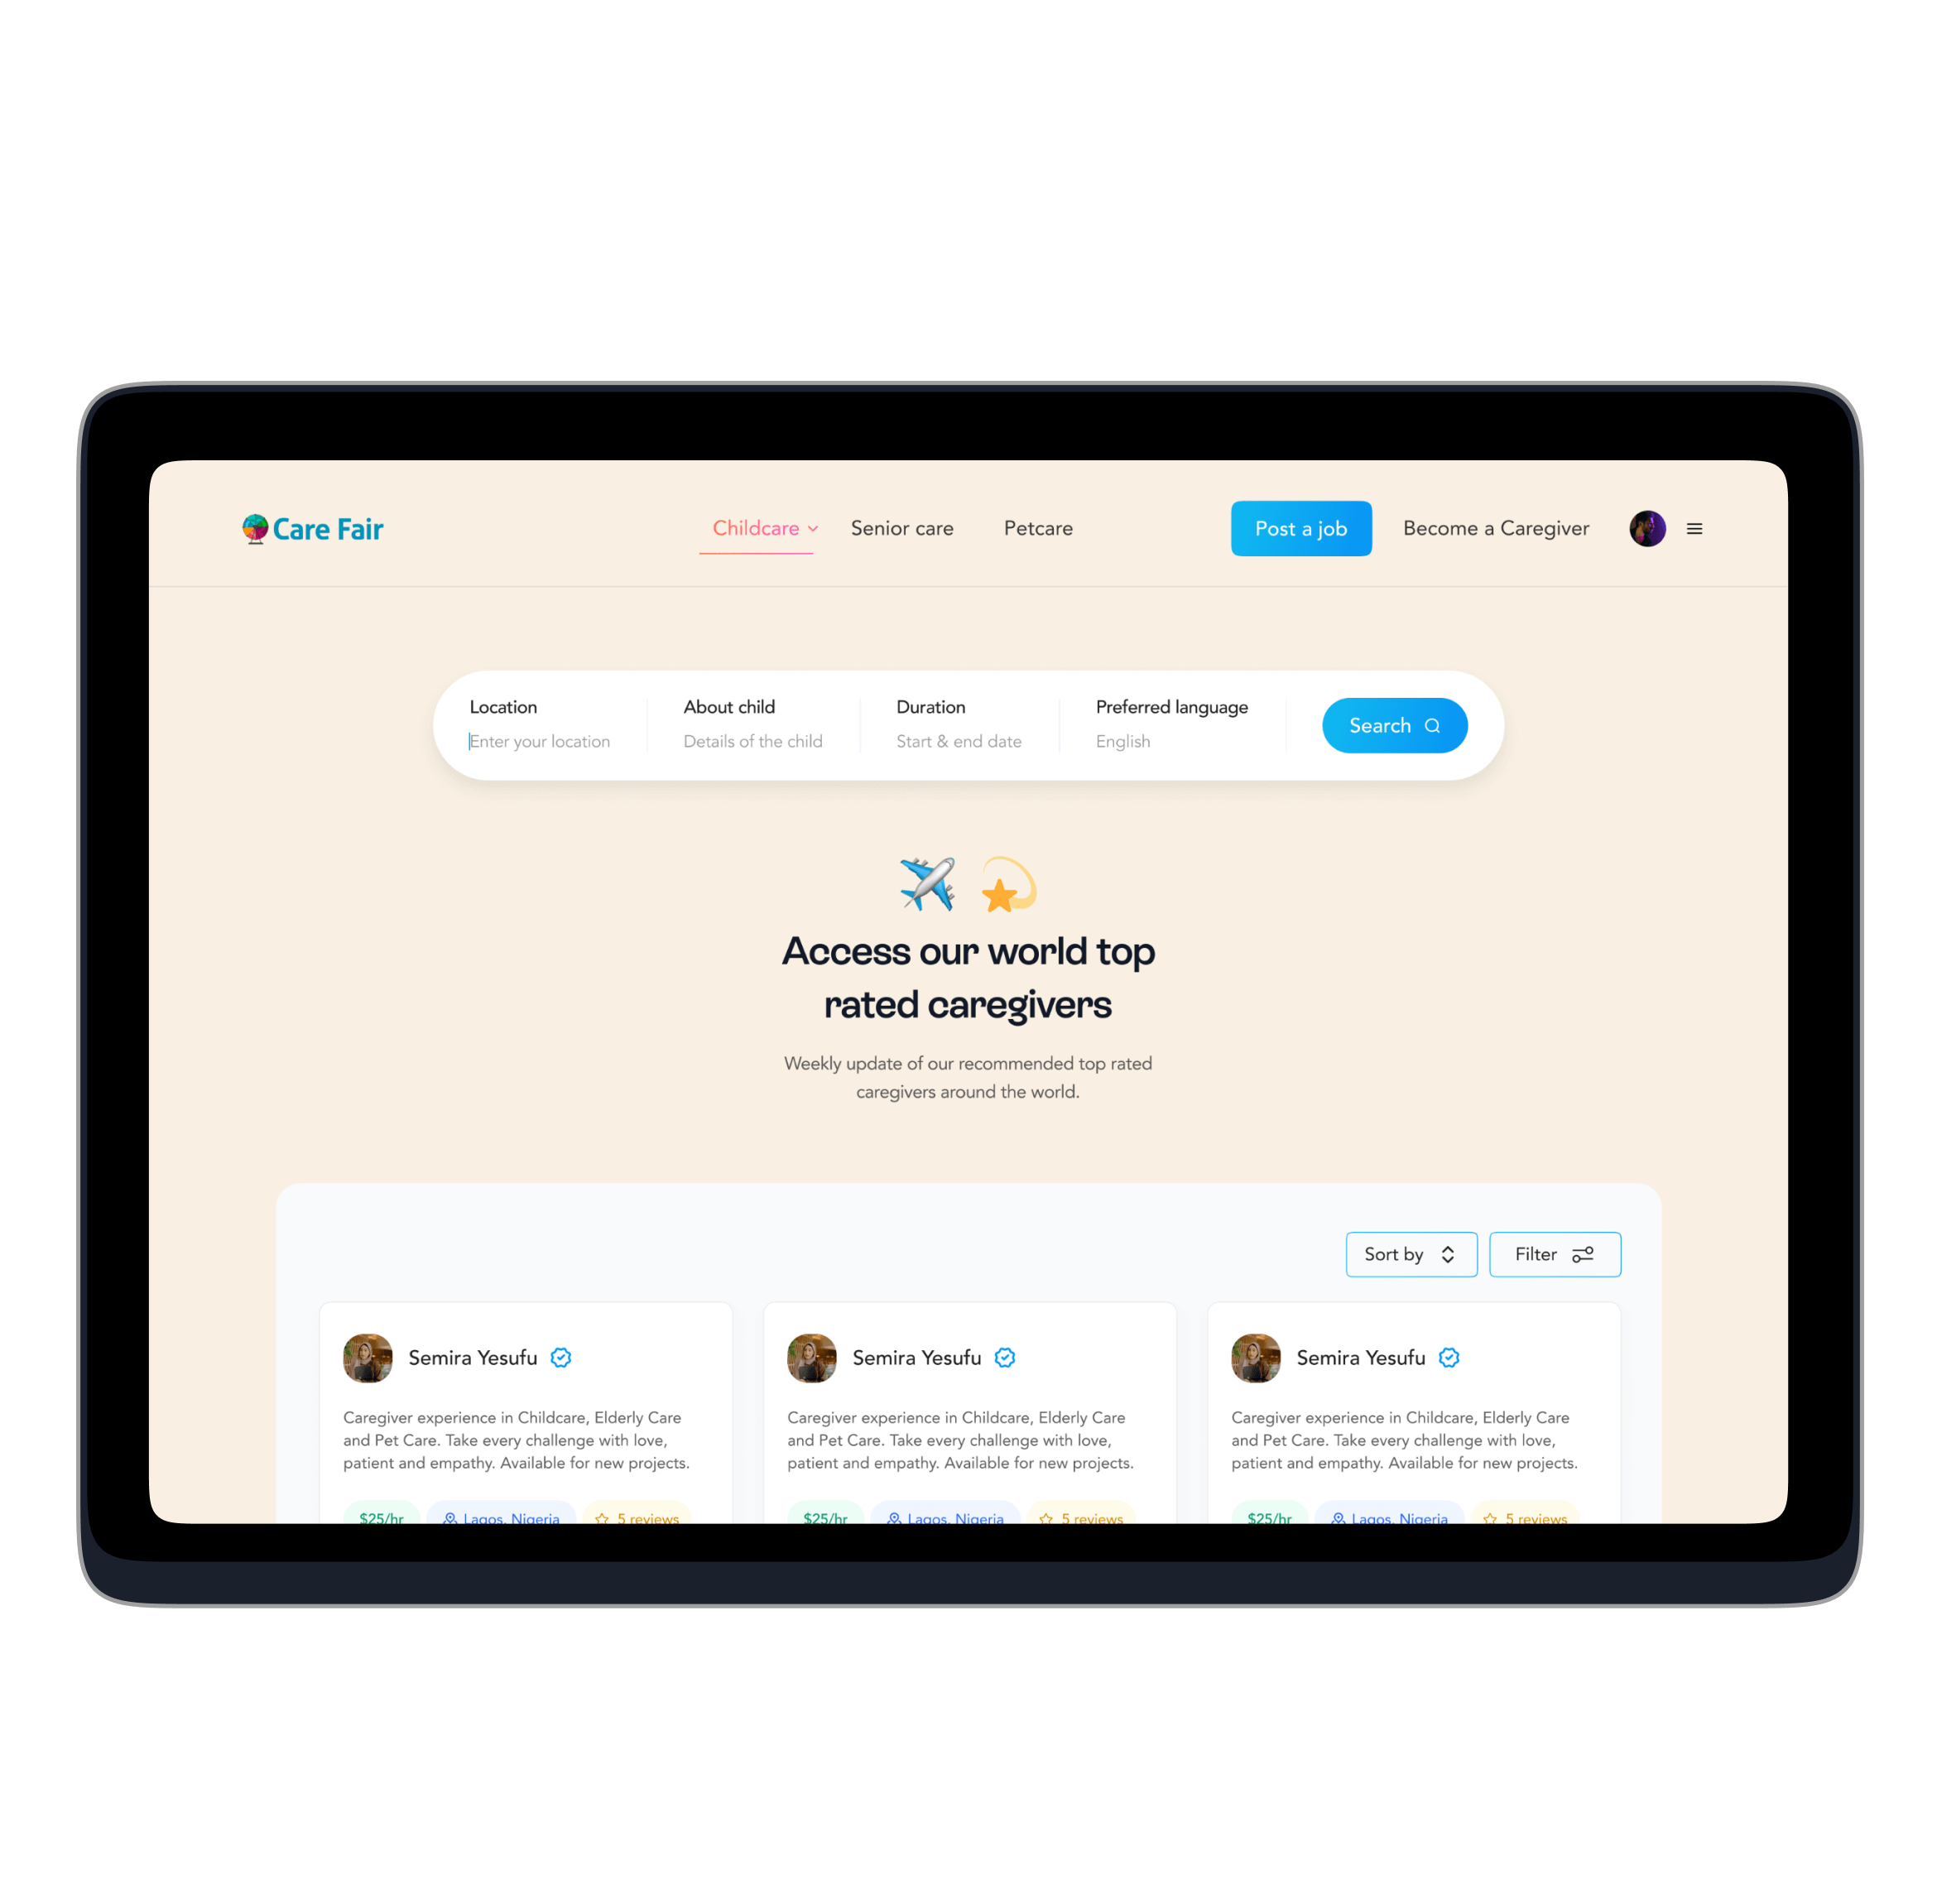 Care Fair
Childcare
Senior care
Petcare
Post a job
Become a Caregiver
Location
Enter your location
About child
Details of the child
Duration
Start & end date
Preferred language
English
Search
Access our world top
rated caregivers
Weekly update of our recommended top rated
caregivers around the world.
Sort by
Filter
Semira Yesufu
Caregiver experience in Childcare, Elderly Care
and Pet Care. Take every challenge with love,
patient and empathy. Available for new projects.
$25/hr
Lagos, Nigeria
5 reviews
Semira Yesufu
Caregiver experience in Childcare, Elderly Care
and Pet Care. Take every challenge with love,
patient and empathy. Available for new projects.
$25/hr
Lagos, Nigeria
5 reviews
Semira Yesufu
Caregiver experience in Childcare, Elderly Care
and Pet Care. Take every challenge with love,
patient and empathy. Available for new projects.
$25/hr
Lagos, Nigeria
5 reviews